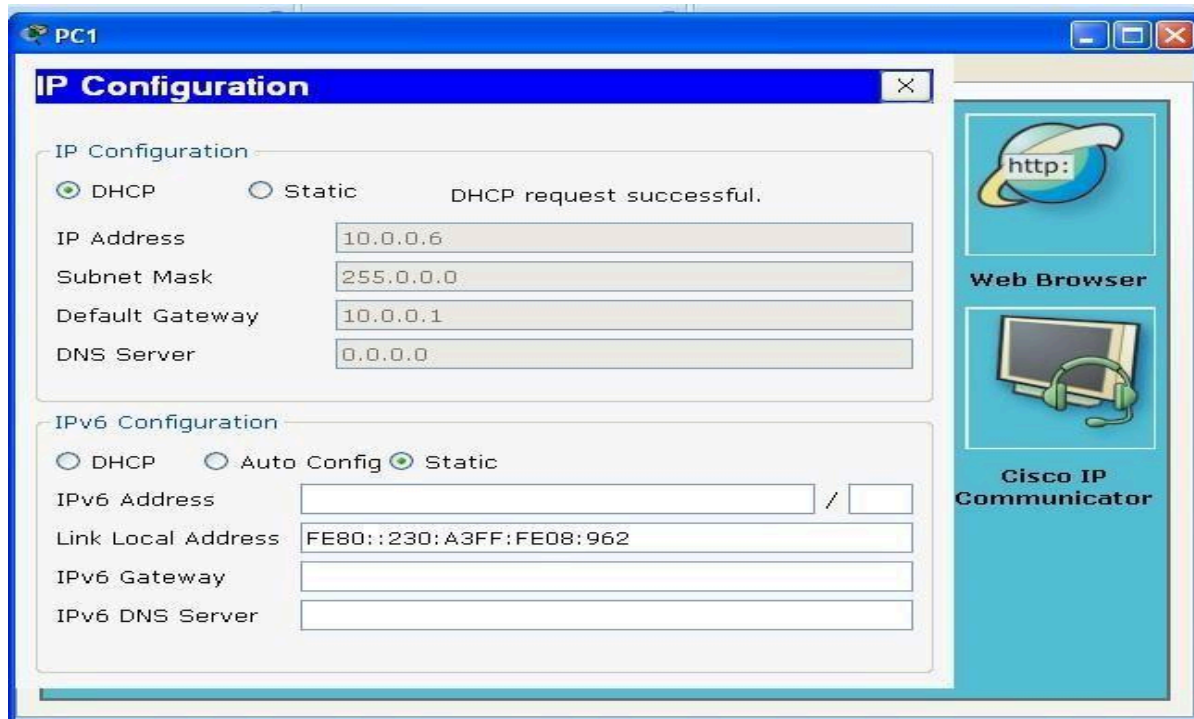 PC1
IP Configuration
X
IP Configuration
DHCP Static DHCP request successful.
IP Address 10.0.0.6
Subnet Mask 255.0.0.0
Default Gateway 10.0.0.1
DNS Server 0.0.0.0
IPv6 Configuration
DHCP Auto Config Static
IPv6 Address /
Link Local Address FE80::230:A3FF:FE08:962
IPv6 Gateway
IPv6 DNS Server
http:
Web Browser
Cisco IP
Communicator